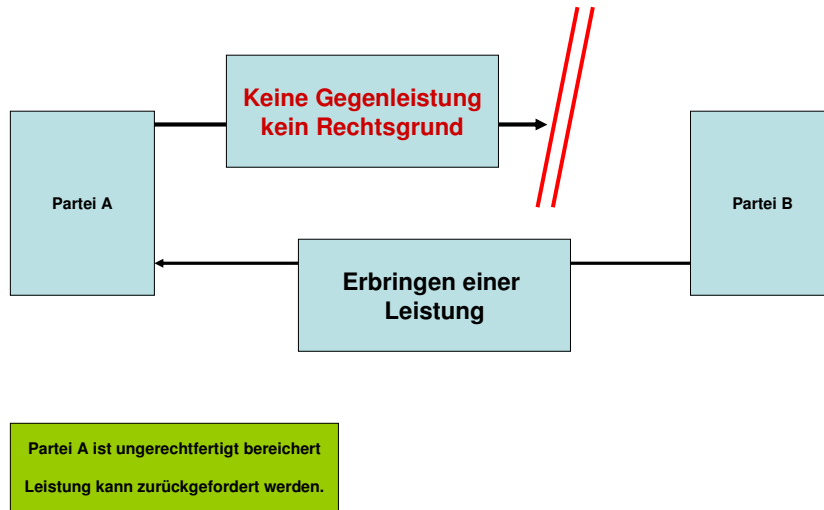 Keine Gegenleistung
kein Rechtsgrund
Partei A
Partei B
Erbringen einer
Leistung
Partei A ist ungerechtfertigt bereichert
Leistung kann zurückgefordert werden.